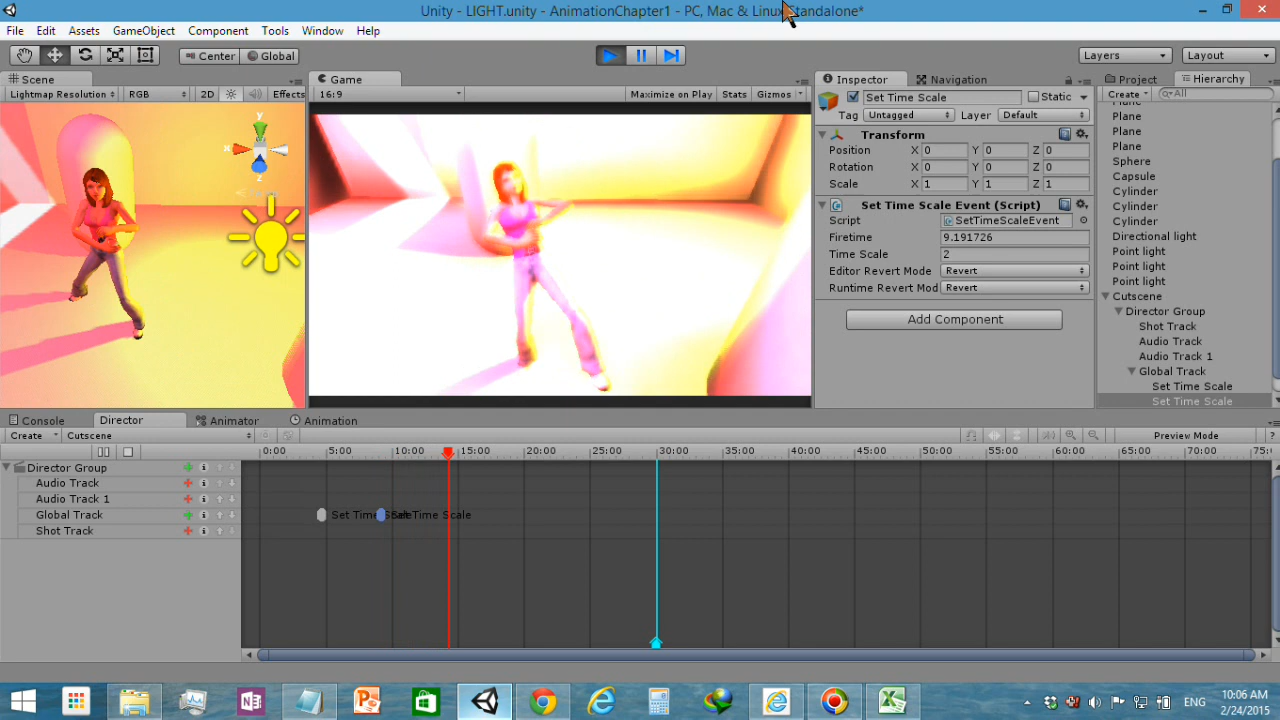 Unity - LIGHT.unity - AnimationChapter1 - PC, Mac & Linux Standalone*
File Edit Assets GameObject Component Tools Window Help
Center Global Layers Layout
Scene Game Inspector Navigation Project Hierarchy
Lightmap Resolution RGB 2D Effects 16:9 Maximize on Play Stats Gizmos Set Time Scale Static Create All
Tag Untagged Layer Default
Plane
Plane
Plane
Plane
Transform
Position X 0 Y 0 Z 0
Rotation X 0 Y 0 Z 0
Scale X 1 Y 1 Z 1
Set Time Scale Event (Script)
Script SetTimeScaleEvent
Firetime 9.191726
Time Scale 2
Editor Revert Mode Revert
Runtime Revert Mod Revert
Add Component
Sphere
Capsule
Cylinder
Cylinder
Cylinder
Directional light
Point light
Point light
Point light
Cutscene
Director Group
Shot Track
Audio Track
Audio Track 1
Global Track
Set Time Scale
Set Time Scale
y
x
z
Console Director Animator Animation
Create Cutscene Preview Mode ?
0:00 5:00 10:00 15:00 20:00 25:00 30:00 35:00 40:00 45:00 50:00 55:00 60:00 65:00 70:00 75:
Director Group
Audio Track
Audio Track 1
Global Track Set Time Scale Set Time Scale
Shot Track
ENG 10:06 AM
2/24/2015